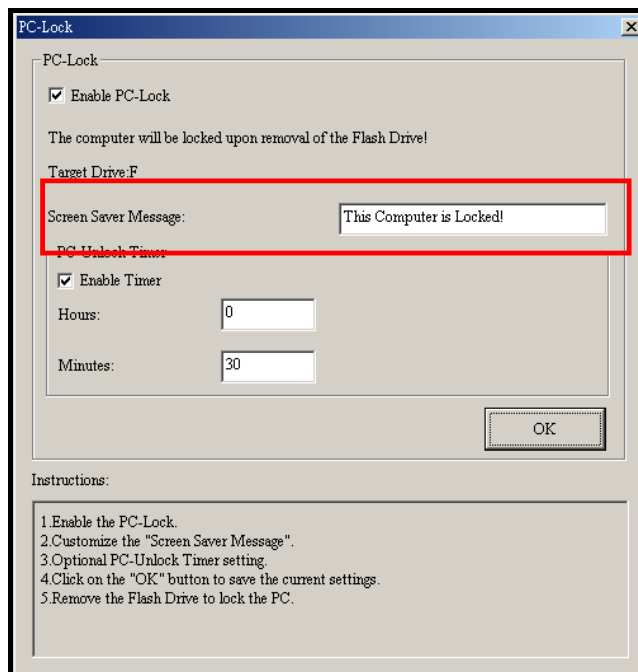 PC-Lock
PC-Lock
Enable PC-Lock
The computer will be locked upon removal of the Flash Drive!
Target Drive:F
Screen Saver Message: This Computer is Locked!
PC-Unlock Timer
Enable Timer
Hours: 0
Minutes: 30
OK
Instructions:
1.Enable the PC-Lock.
2.Customize the "Screen Saver Message".
3.Optional PC-Unlock Timer setting.
4.Click on the "OK" button to save the current settings.
5.Remove the Flash Drive to lock the PC.